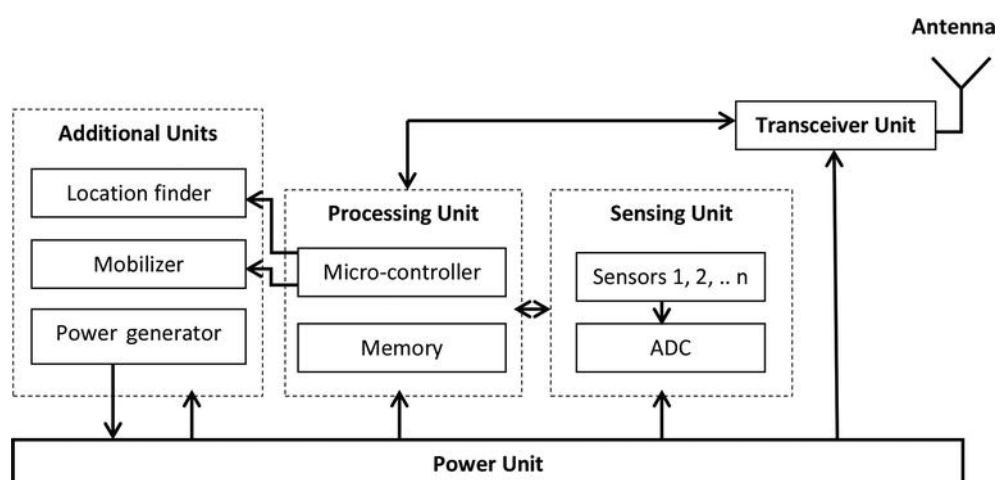 Antenna
Transceiver Unit
Additional Units
Location finder
Mobilizer
Power generator
Processing Unit
Micro-controller
Memory
Sensing Unit
Sensors 1, 2, .. n
ADC
Power Unit